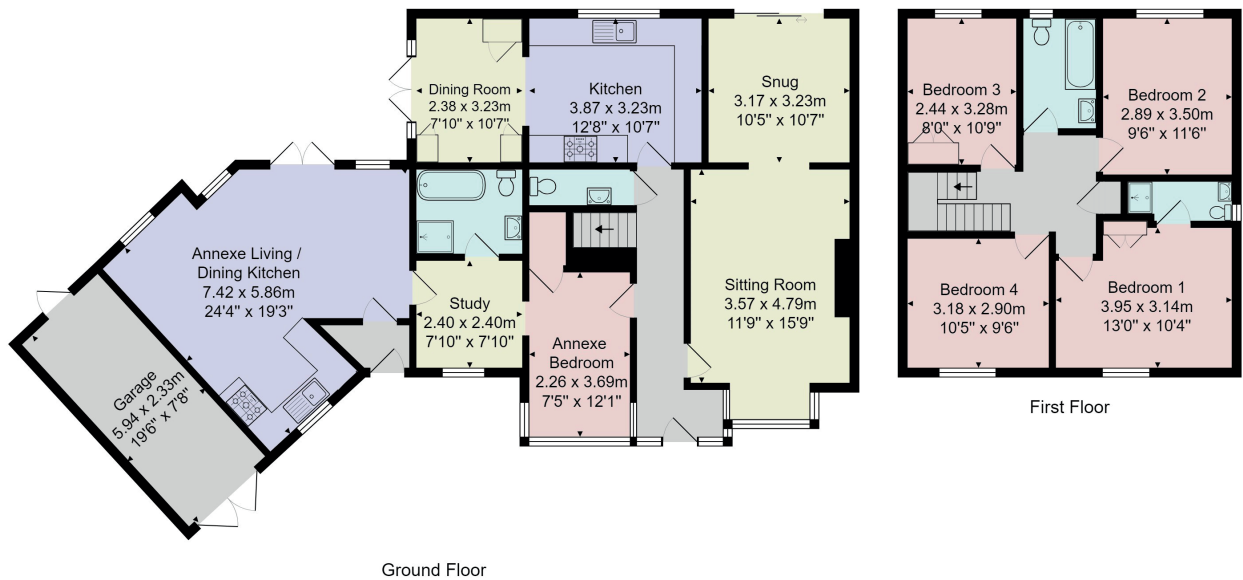 Dining Room
2.38 x 3.23m
7'10" x 10'7"
Kitchen
3.87 x 3.23m
12'8" x 10'7"
Snug
3.17 x 3.23m
10'5" x 10'7"
Annexe Living /
Dining Kitchen
7.42 x 5.86m
24'4" x 19'3"
Study
2.40 x 2.40m
7'10" x 7'10"
Annexe
Bedroom
2.26 x 3.69m
7'5" x 12'1"
Sitting Room
3.57 x 4.79m
11'9" x 15'9"
Garage
5.94 x 2.33m
19'6" x 7'8"
Ground Floor
Bedroom 3
2.44 x 3.28m
8'0" x 10'9"
Bedroom 2
2.89 x 3.50m
9'6" x 11'6"
Bedroom 4
3.18 x 2.90m
10'5" x 9'6"
Bedroom 1
3.95 x 3.14m
13'0" x 10'4"
First Floor